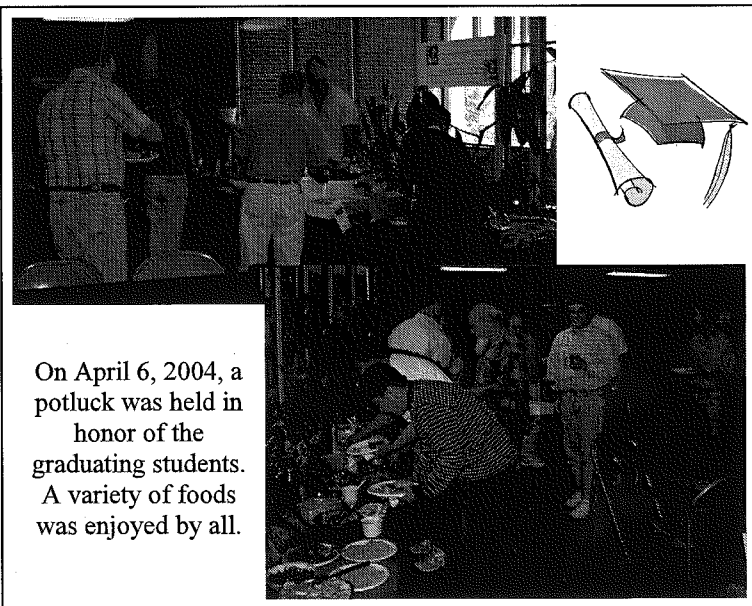 On April 6, 2004, a
potluck was held in
honor of the
graduating students.
A variety of foods
was enjoyed by all.